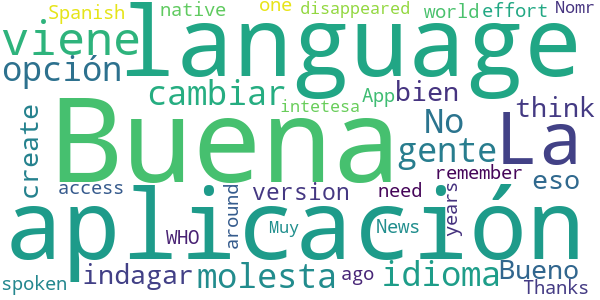 Spanish native one disappeared Nomr
viene language world effort
opción cambiar App bien think
intetesa
create Buena No La
gente remember eso
access version need
aplicación around years
WHO Muy News
spoken indagar molesta ago idioma Bueno
Thanks